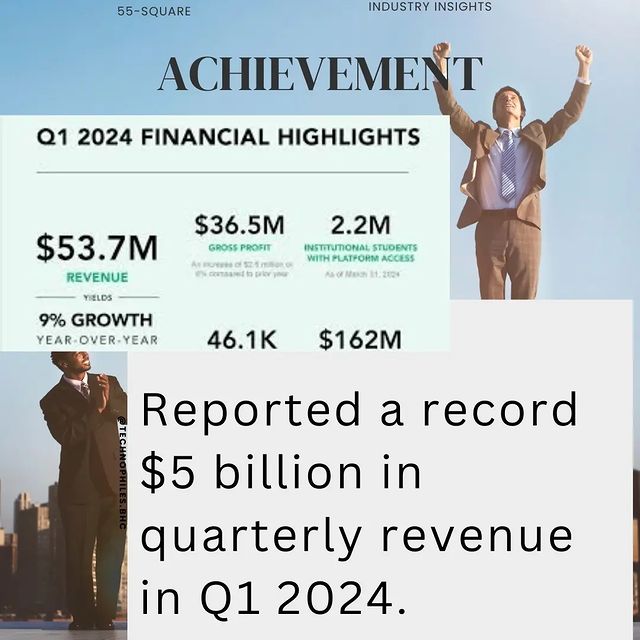 55-SQUARE
INDUSTRY INSIGHTS
ACHIEVEMENT
Q1 2024 FINANCIAL HIGHLIGHTS
$53.7M
REVENUE
YIELDS
9% GROWTH
YEAR-OVER-YEAR
$36.5M
GROSS PROFIT
An increase of $2.6 million or
8% compared to prior year
2.2M
INSTITUTIONAL STUDENTS
WITH PLATFORM ACCESS
As of March 31, 2024
46.1K
$162M
@TECHNOPHILES.BHC
Reported a record
$5 billion in
quarterly revenue
in Q1 2024.